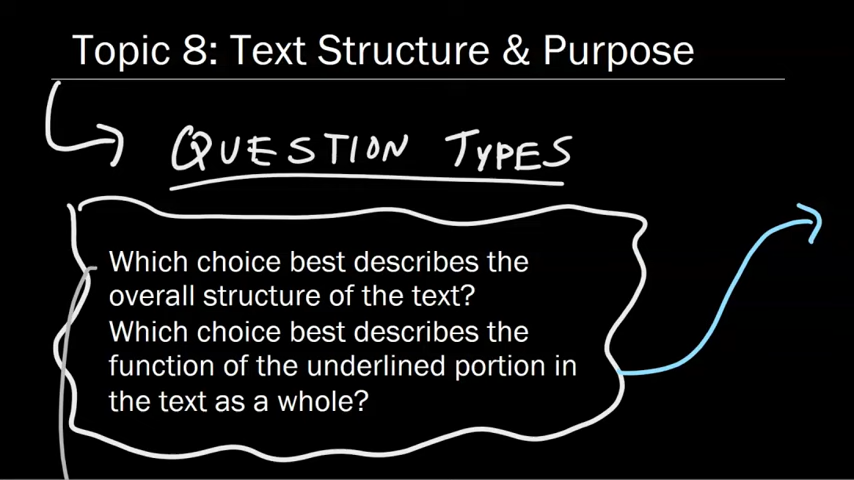 Topic 8: Text Structure & Purpose
QUESTION TYPES
Which choice best describes the
overall structure of the text?
Which choice best describes the
function of the underlined portion in
the text as a whole?